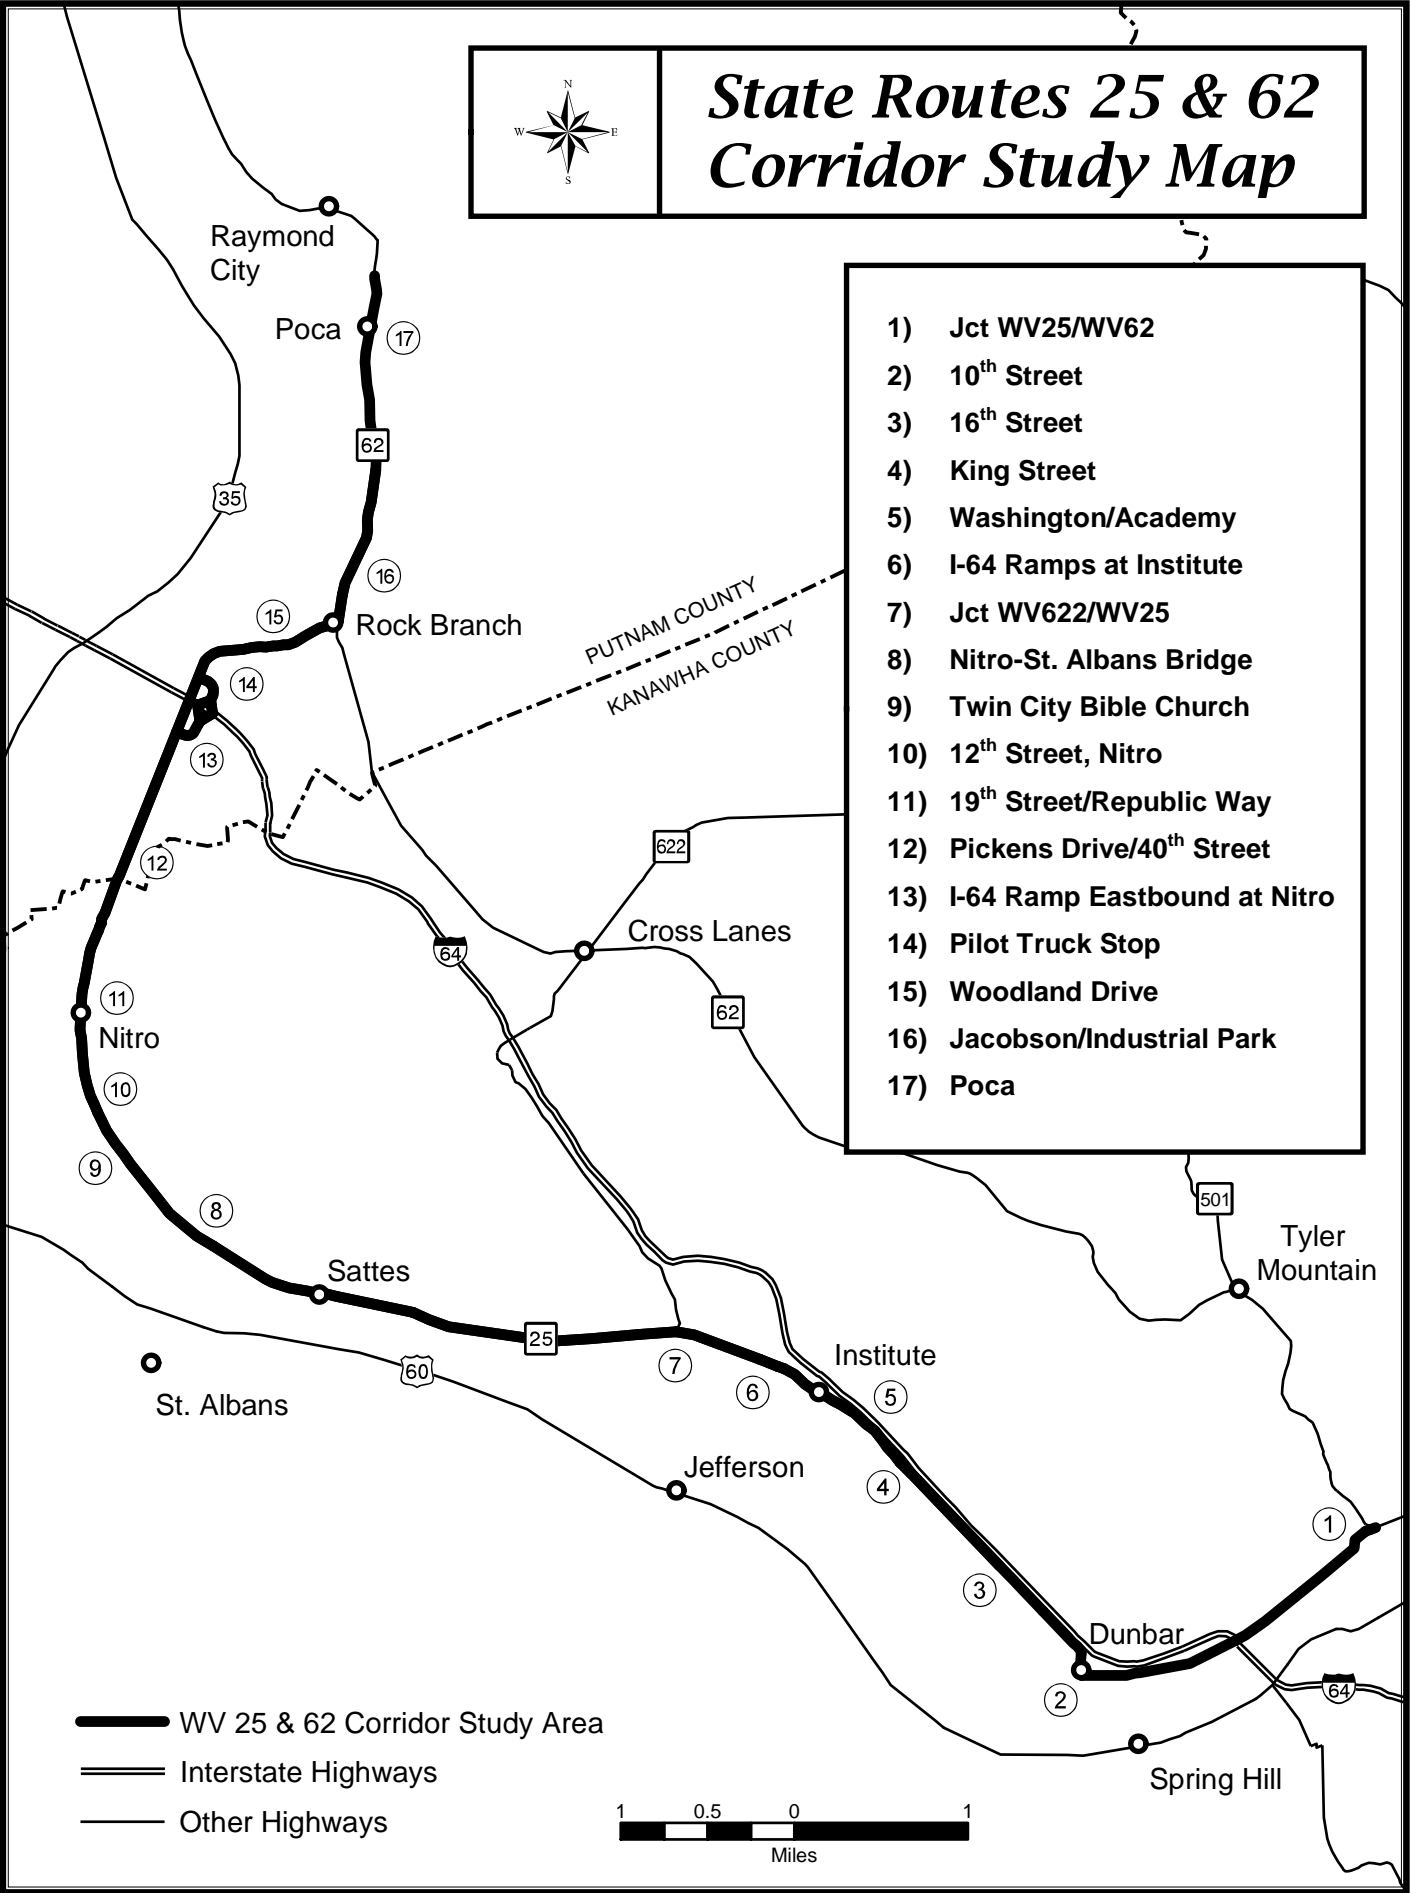 State Routes 25 & 62
Corridor Study Map
N
W
E
S
Raymond
City
Poca
17
62
35
16
15
Rock Branch
14
13
12
PUTNAM COUNTY
KANAWHA COUNTY
1) Jct WV25/WV62
2) 10th Street
3) 16th Street
4) King Street
5) Washington/Academy
6) I-64 Ramps at Institute
7) Jct WV622/WV25
8) Nitro-St. Albans Bridge
9) Twin City Bible Church
10) 12th Street, Nitro
11) 19th Street/Republic Way
12) Pickens Drive/40th Street
13) I-64 Ramp Eastbound at Nitro
14) Pilot Truck Stop
15) Woodland Drive
16) Jacobson/Industrial Park
17) Poca
622
Cross Lanes
64
62
11
Nitro
10
9
8
501
Tyler
Mountain
Sattes
25
7
6
Institute
5
60
St. Albans
Jefferson
4
1
3
Dunbar
2
64
Spring Hill
WV 25 & 62 Corridor Study Area
Interstate Highways
Other Highways
1 0.5 0 1
Miles